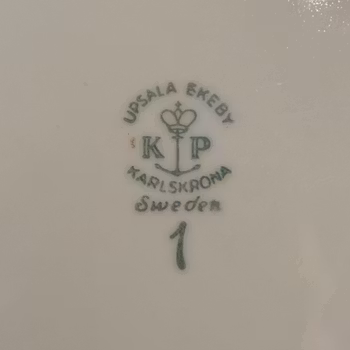 UPSALA EKEBY
K P
KARLSKRONA
Sweden
1